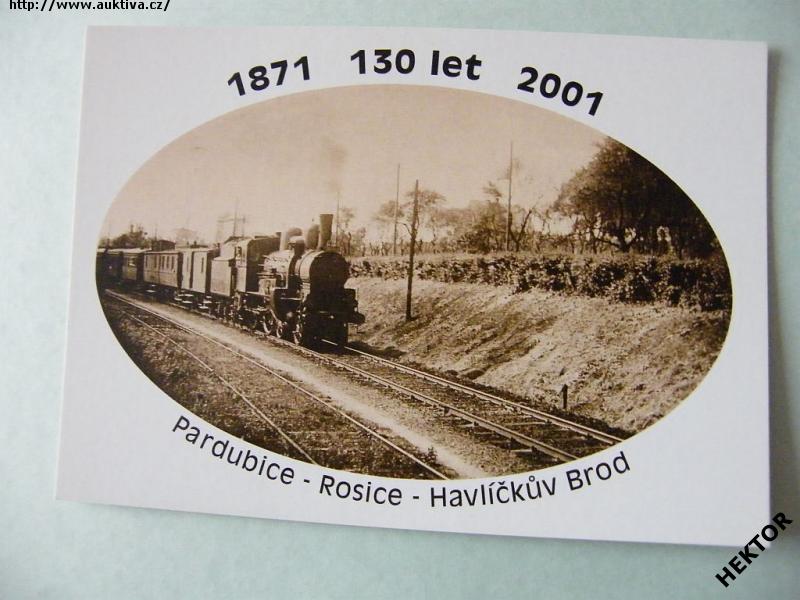 http://www.auktiva.cz/
1871 130 let 2001
Pardubice - Rosice - Havlíčkův Brod
HEKTOR